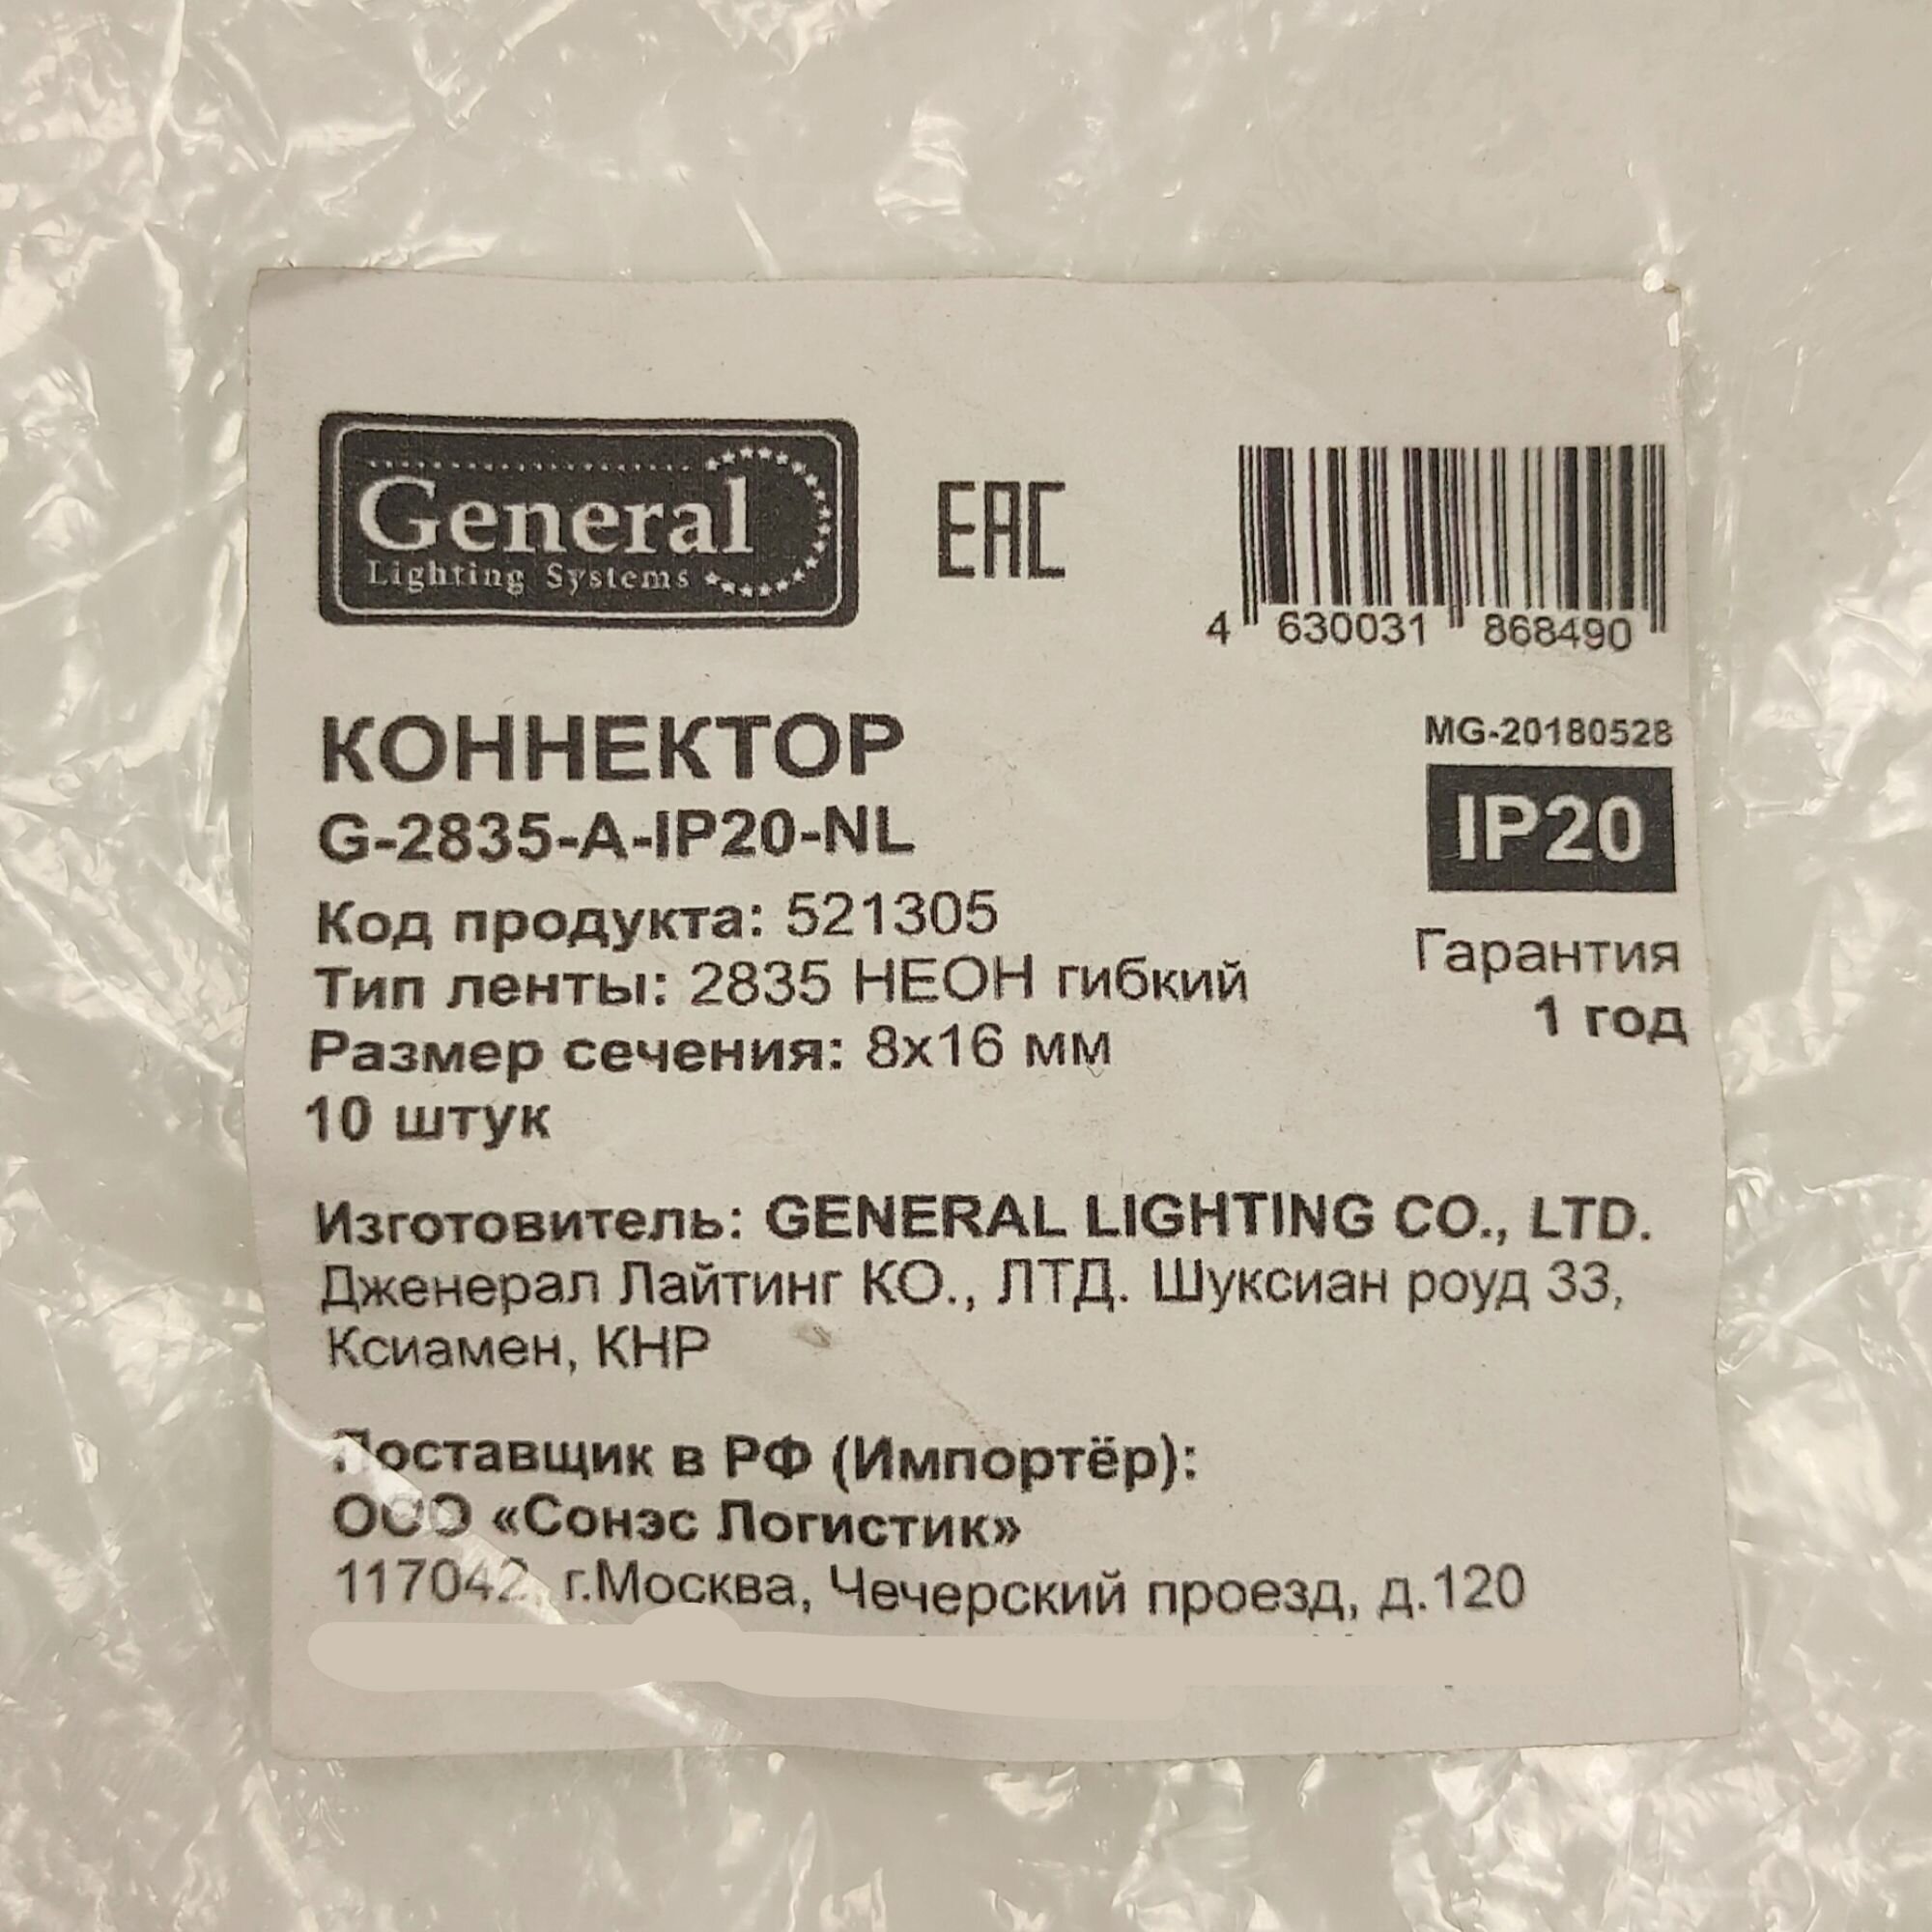 General
Lighting Systems
EAC
4 630031 868490
КОННЕКТОР
G-2835-A-IP20-NL
MG-20180528
IP20
Код продукта: 521305
Тип ленты: 2835 НЕОН гибкий
Размер сечения: 8х16 мм
10 штук
Гарантия
1 год
Изготовитель: GENERAL LIGHTING CO., LTD.
Дженерал Лайтинг КО., ЛТД. Шуксиан роуд 33,
Ксиамен, КНР
Поставщик в РФ (Импортёр):
ООО «Сонэс Логистик»
117042, г.Москва, Чечерский проезд, д.120